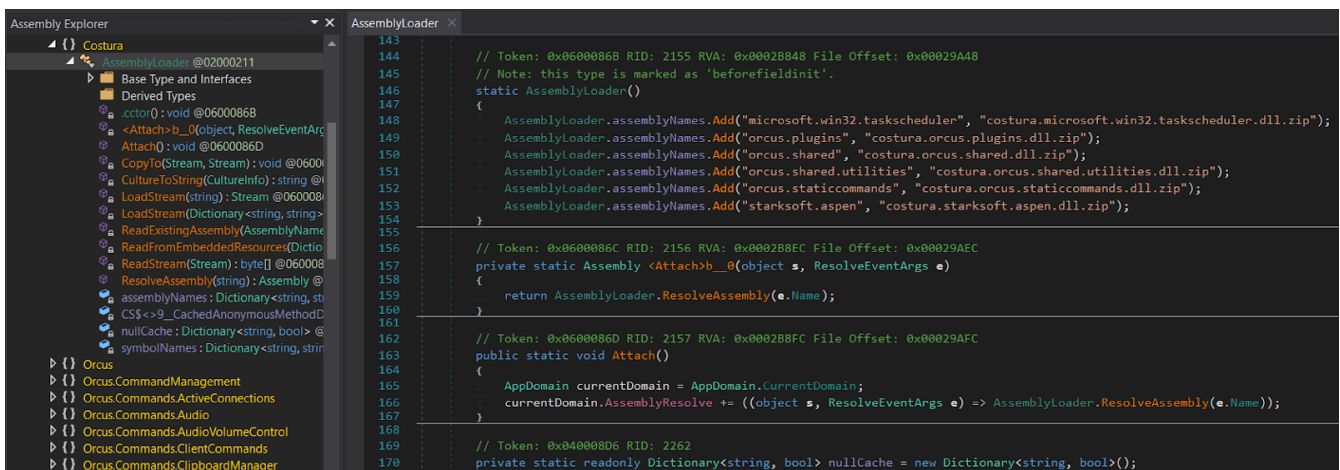 Assembly Explorer
Costura
AssemblyLoader @02000211
Base Type and Interfaces
Derived Types
.cctor() : void @0600086B
<Attach>b__0(object, ResolveEventArg
Attach() : void @0600086D
CopyTo(Stream, Stream) : void @0600
CultureToString(CultureInfo) : string @
LoadStream(string) : Stream @060008
LoadStream(Dictionary<string, string>
ReadExistingAssembly(AssemblyName
ReadFromEmbeddedResources(Dictio
ReadStream(Stream) : byte[] @060008
ResolveAssembly(string) : Assembly @
assemblyNames : Dictionary<string, str
CS$<>9__CachedAnonymousMethodD
nullCache : Dictionary<string, bool> @
symbolNames : Dictionary<string, strin
Orcus
Orcus.CommandManagement
Orcus.Commands.ActiveConnections
Orcus.Commands.Audio
Orcus.Commands.AudioVolumeControl
Orcus.Commands.ClientCommands
Orcus.Commands.ClipboardManager
AssemblyLoader
143
144 // Token: 0x0600086B RID: 2155 RVA: 0x0002BB48 File Offset: 0x00029A48
145 // Note: this type is marked as 'beforefieldinit'.
146 static AssemblyLoader()
147 {
148 AssemblyLoader.assemblyNames.Add("microsoft.win32.taskscheduler", "costura.microsoft.win32.taskscheduler.dll.zip");
149 AssemblyLoader.assemblyNames.Add("orcus.plugins", "costura.orcus.plugins.dll.zip");
150 AssemblyLoader.assemblyNames.Add("orcus.shared", "costura.orcus.shared.dll.zip");
151 AssemblyLoader.assemblyNames.Add("orcus.shared.utilities", "costura.orcus.shared.utilities.dll.zip");
152 AssemblyLoader.assemblyNames.Add("orcus.staticcommands", "costura.orcus.staticcommands.dll.zip");
153 AssemblyLoader.assemblyNames.Add("starksoft.aspen", "costura.starksoft.aspen.dll.zip");
154 }
155
156 // Token: 0x0600086C RID: 2156 RVA: 0x0002B8EC File Offset: 0x00029AEC
157 private static Assembly <Attach>b__0(object s, ResolveEventArgs e)
158 {
159 return AssemblyLoader.ResolveAssembly(e.Name);
160 }
161
162 // Token: 0x0600086D RID: 2157 RVA: 0x0002B8FC File Offset: 0x00029AFC
163 public static void Attach()
164 {
165 AppDomain currentDomain = AppDomain.CurrentDomain;
166 currentDomain.AssemblyResolve += ((object s, ResolveEventArgs e) => AssemblyLoader.ResolveAssembly(e.Name));
167 }
168
169 // Token: 0x040008D6 RID: 2262
170 private static readonly Dictionary<string, bool> nullCache = new Dictionary<string, bool>();